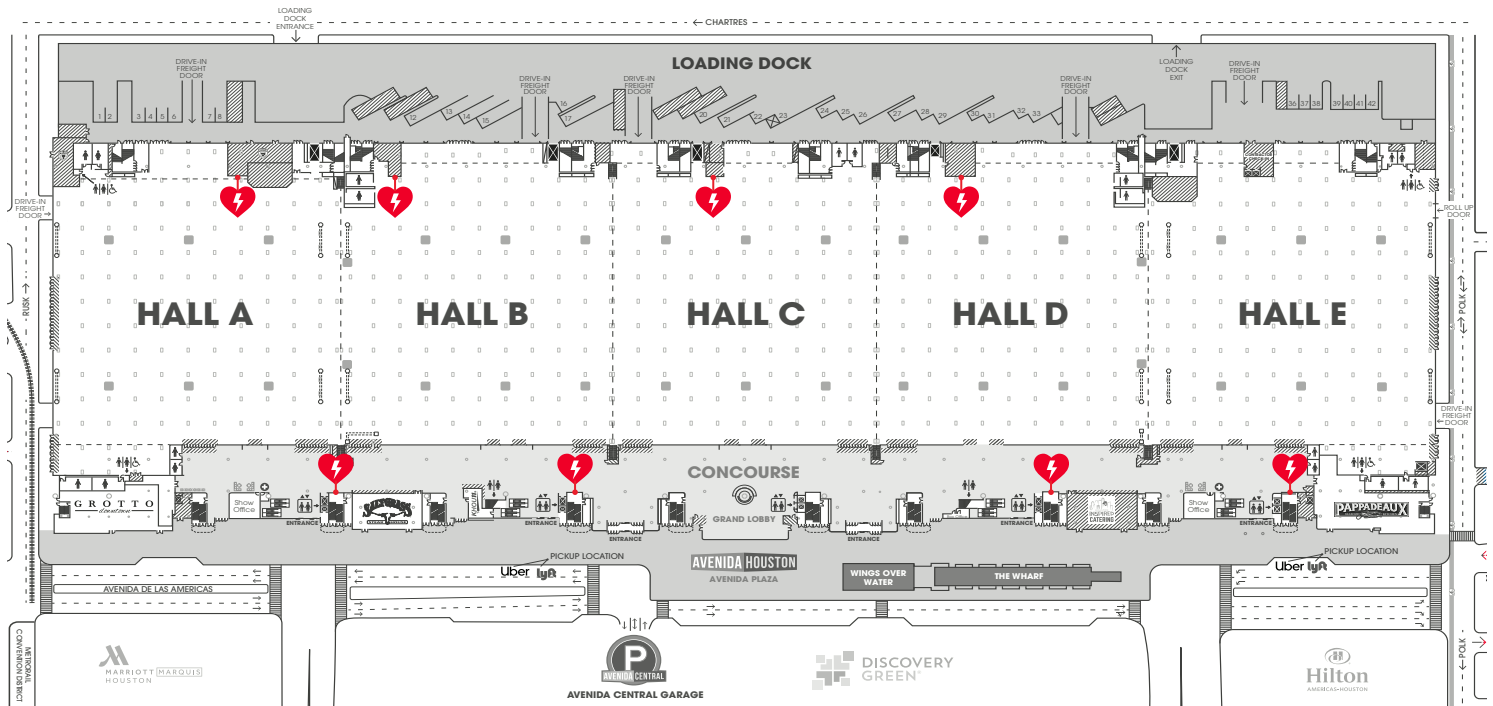 LOADING
DOCK
ENTRANCE
← CHARTRES
LOADING DOCK
DRIVE-IN
FREIGHT
DOOR
DRIVE-IN
FREIGHT
DOOR
DRIVE-IN
FREIGHT
DOOR
DRIVE-IN
FREIGHT
DOOR
LOADING
DOCK
EXIT
DRIVE-IN
FREIGHT
DOOR
1 2 3 4 5 6 7 8 12 13 14 15 16 17 20 21 22 23 24 25 26 27 28 29 30 31 32 33 36 37 38 39 40 41 42
DRIVE-IN
FREIGHT
DOOR
ROLL UP
DOOR
RUSK
POLK
HALL A
HALL B
HALL C
HALL D
HALL E
DRIVE-IN
FREIGHT
DOOR
CONCOURSE
GROTTO
downtown
Show
Office
ENTRANCE
SALTGRASS
ENTRANCE
ENTRANCE
GRAND LOBBY
ENTRANCE
ENTRANCE
INSPIRED
CATERING
Show
Office
ENTRANCE
PAPPADEAUX
PICKUP LOCATION
Uber lyft
AVENIDA HOUSTON
AVENIDA PLAZA
WINGS OVER
WATER
THE WHARF
PICKUP LOCATION
Uber lyft
AVENIDA DE LAS AMERICAS
METRORAIL
CONVENTION DISTRICT
MARRIOTT MARQUIS
HOUSTON
P
AVENIDA CENTRAL
AVENIDA CENTRAL GARAGE
DISCOVERY
GREEN®
H
Hilton
AMERICAS-HOUSTON
POLK